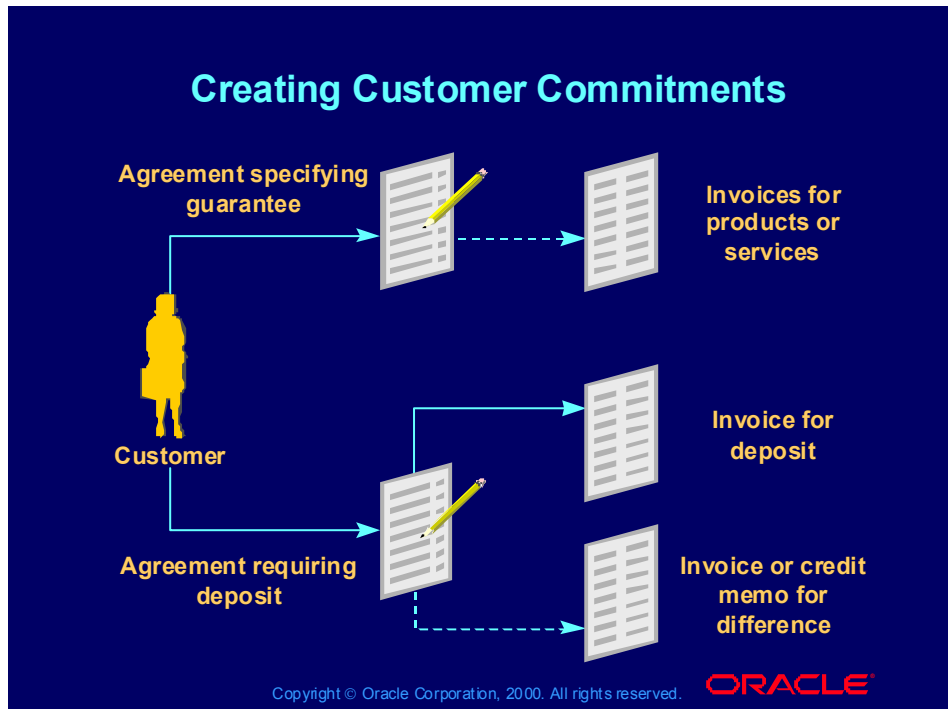 Creating Customer Commitments
Agreement specifying
guarantee
Invoices for
products or
services
Customer
Invoice for
deposit
Agreement requiring
deposit
Invoice or credit
memo for
difference
Copyright © Oracle Corporation, 2000. All rights reserved.
ORACLE®